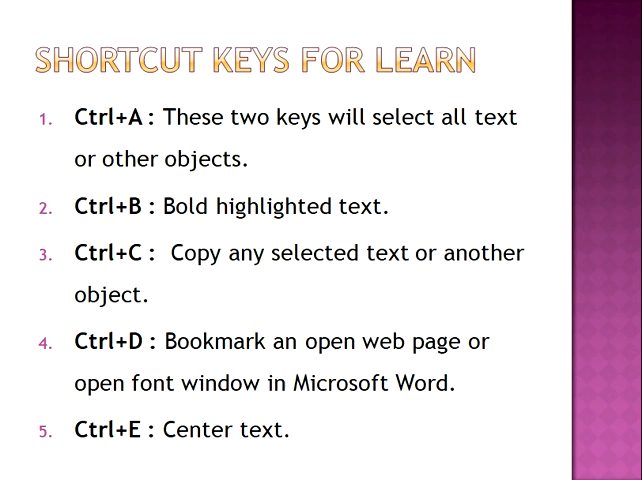 SHORTCUT KEYS FOR LEARN
1. Ctrl+A : These two keys will select all text
or other objects.
2. Ctrl+B : Bold highlighted text.
3. Ctrl+C :  Copy any selected text or another
object.
4. Ctrl+D : Bookmark an open web page or
open font window in Microsoft Word.
5. Ctrl+E : Center text.